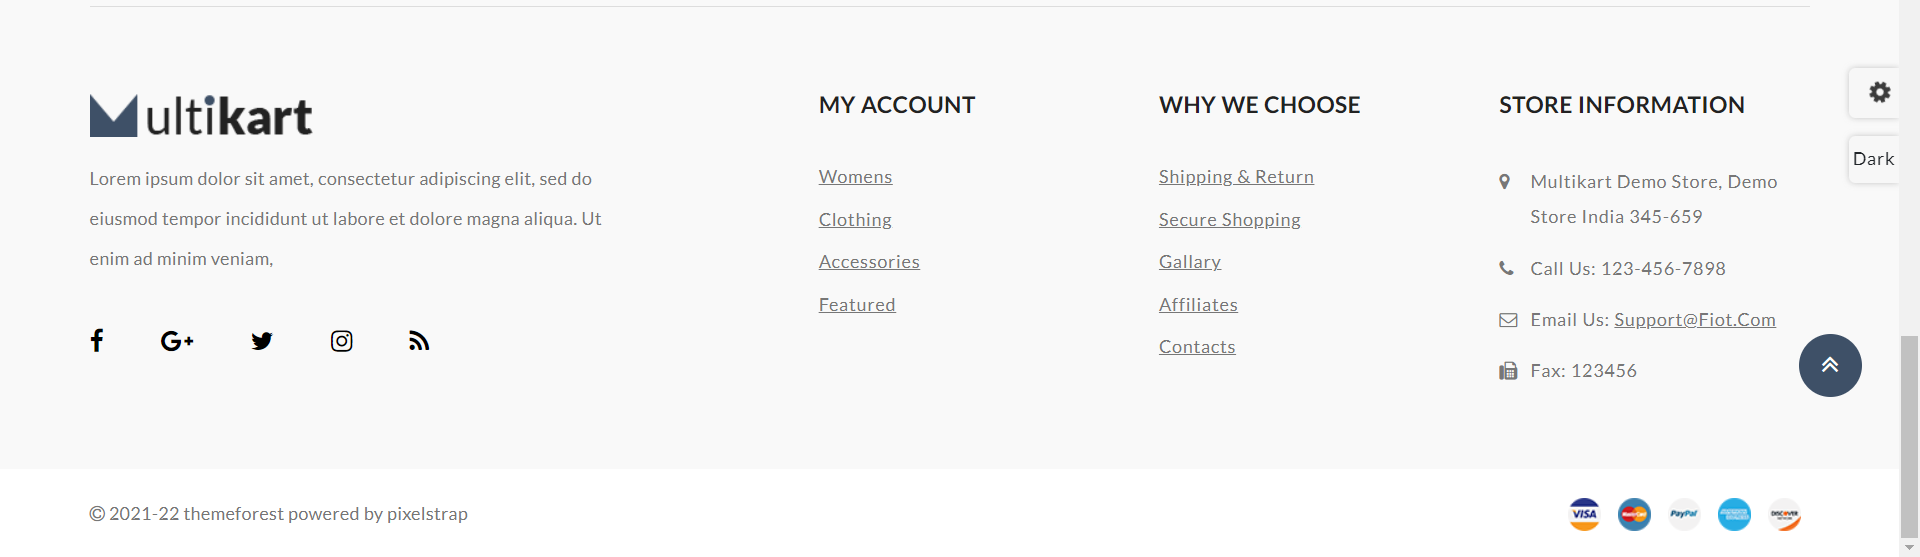 Multikart
Lorem ipsum dolor sit amet, consectetur adipiscing elit, sed do
eiusmod tempor incididunt ut labore et dolore magna aliqua. Ut
enim ad minim veniam,
MY ACCOUNT
Womens
Clothing
Accessories
Featured
WHY WE CHOOSE
Shipping & Return
Secure Shopping
Gallary
Affiliates
Contacts
STORE INFORMATION
Multikart Demo Store, Demo
Store India 345-659
Call Us: 123-456-7898
Email Us: Support@Fiot.Com
Fax: 123456
Dark
© 2021-22 themeforest powered by pixelstrap
VISA
MasterCard
PayPal
DISCOVER